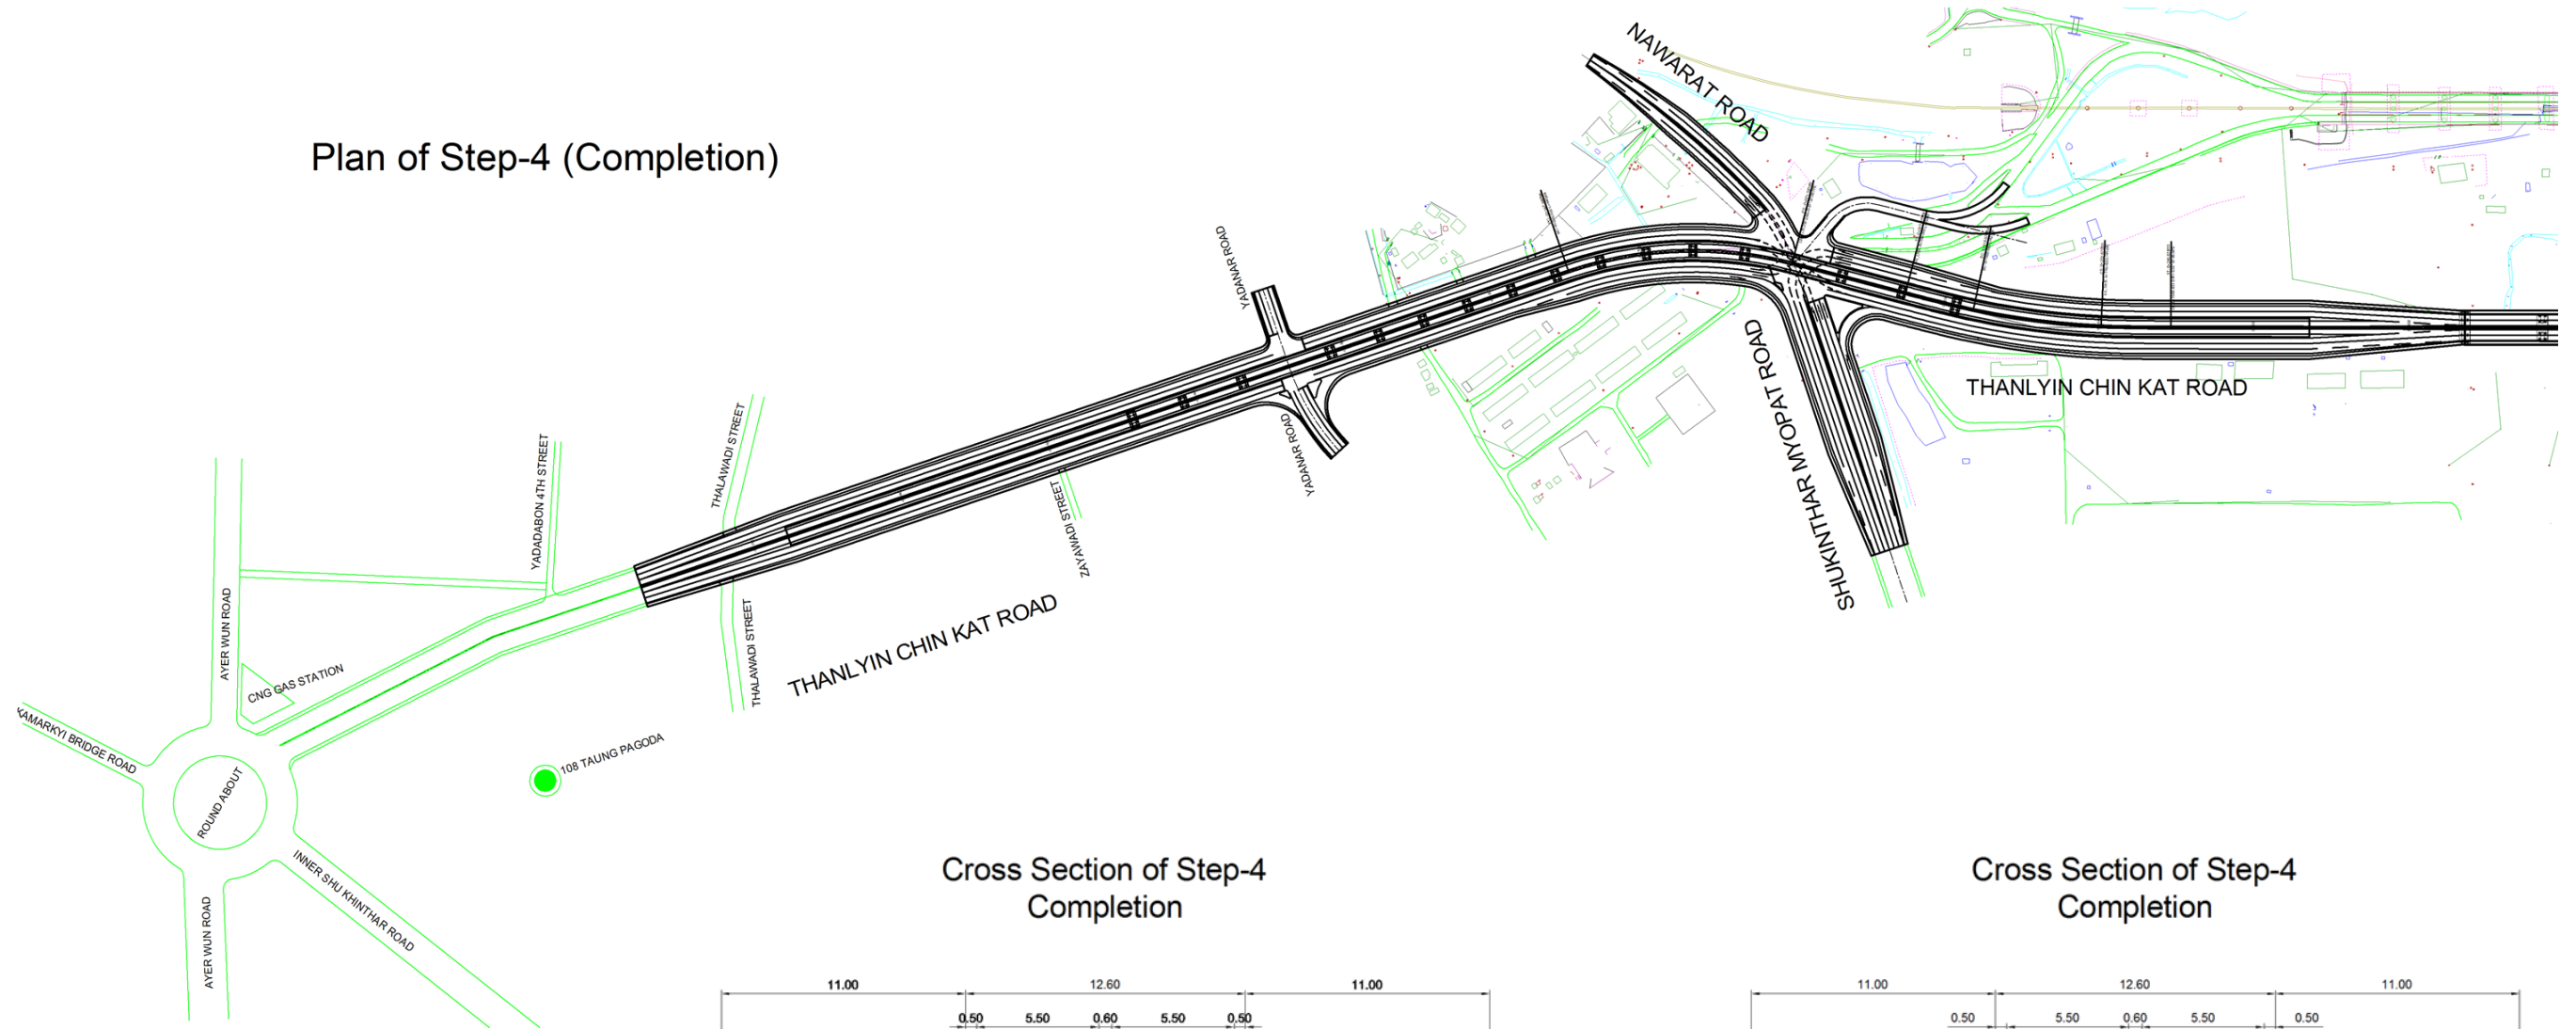 Plan of Step-4 (Completion)
NAWARAT ROAD
YADANAR ROAD
YADANAR ROAD
SHUKINTHAR MYOPAT ROAD
THANLYIN CHIN KAT ROAD
THALAWADI STREET
YADADABON 4TH STREET
ZAYAWADI STREET
THALAWADI STREET
THANLYIN CHIN KAT ROAD
AYER WUN ROAD
CNG GAS STATION
KAMARKYI BRIDGE ROAD
ROUND ABOUT
108 TAUNG PAGODA
INNER SHU KHINTHAR ROAD
AYER WUN ROAD
Cross Section of Step-4
Completion
11.00 12.60 11.00
0.50 5.50 0.60 5.50 0.50
Cross Section of Step-4
Completion
11.00 12.60 11.00
0.50 5.50 0.60 5.50 0.50